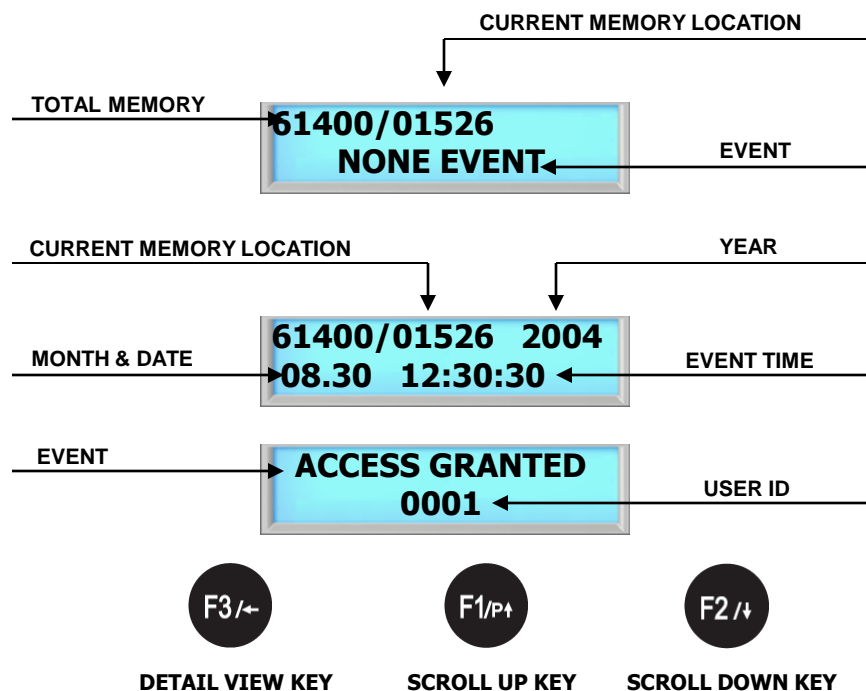 CURRENT MEMORY LOCATION
TOTAL MEMORY
61400/01526
NONE EVENT
EVENT
CURRENT MEMORY LOCATION
YEAR
61400/01526 2004
MONTH & DATE
08.30 12:30:30
EVENT TIME
EVENT
ACCESS GRANTED
0001
USER ID
F3/←
F1/P↑
F2/↓
DETAIL VIEW KEY
SCROLL UP KEY
SCROLL DOWN KEY